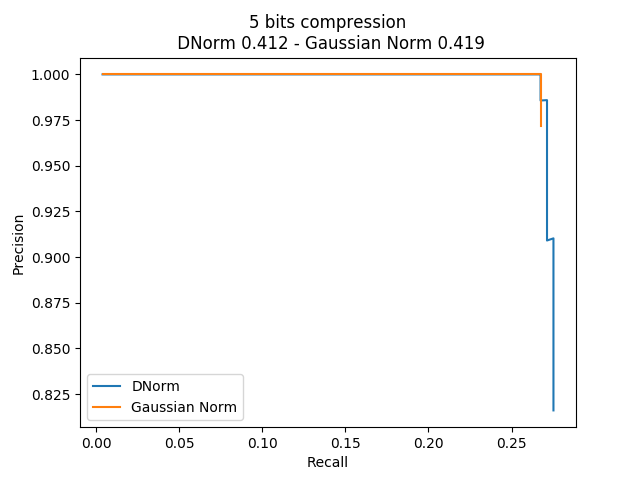 5 bits compression
DNorm 0.412 - Gaussian Norm 0.419
1.000
0.975
0.950
0.925
0.900
0.875
0.850
0.825
Precision
DNorm
Gaussian Norm
0.00 0.05 0.10 0.15 0.20 0.25
Recall